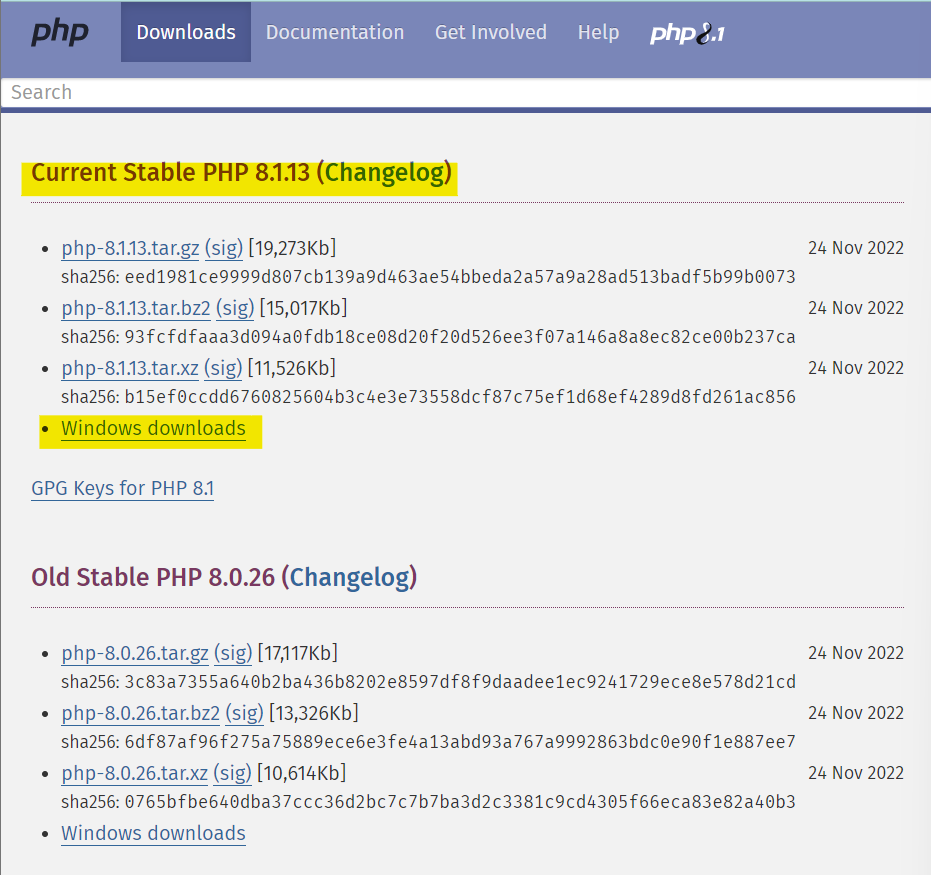 php Downloads Documentation Get Involved Help php8.1
Search
Current Stable PHP 8.1.13 (Changelog)
php-8.1.13.tar.gz (sig) [19,273Kb] 24 Nov 2022
sha256: eed1981ce9999d807cb139a9d463ae54bbeda2a57a9a28ad513badf5b99b0073
php-8.1.13.tar.bz2 (sig) [15,017Kb] 24 Nov 2022
sha256: 93fcfdfaaa3d094a0fdb18ce08d20f20d526ee3f07a146a8a8ec82ce00b237ca
php-8.1.13.tar.xz (sig) [11,526Kb] 24 Nov 2022
sha256: b15ef0ccdd6760825604b3c4e3e73558dcf87c75ef1d68ef4289d8fd261ac856
Windows downloads
GPG Keys for PHP 8.1
Old Stable PHP 8.0.26 (Changelog)
php-8.0.26.tar.gz (sig) [17,117Kb] 24 Nov 2022
sha256: 3c83a7355a640b2ba436b8202e8597df8f9daadee1ec9241729ece8e578d21cd
php-8.0.26.tar.bz2 (sig) [13,326Kb] 24 Nov 2022
sha256: 6df87af96f275a75889ece6e3fe4a13abd93a767a9992863bdc0e90f1e887ee7
php-8.0.26.tar.xz (sig) [10,614Kb] 24 Nov 2022
sha256: 0765bfbe640dba37ccc36d2bc7c7b7ba3d2c3381c9cd4305f66eca83e82a40b3
Windows downloads